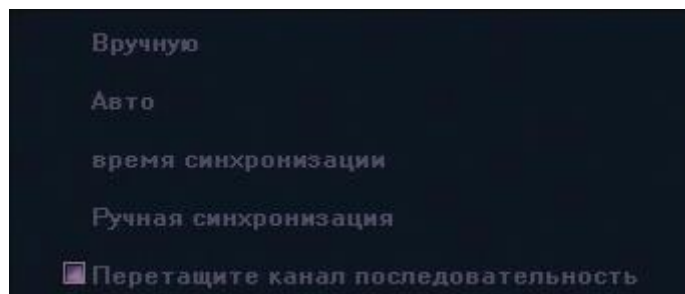 Вручную
Авто
время синхронизации
Ручная синхронизация
Перетащите канал последовательность